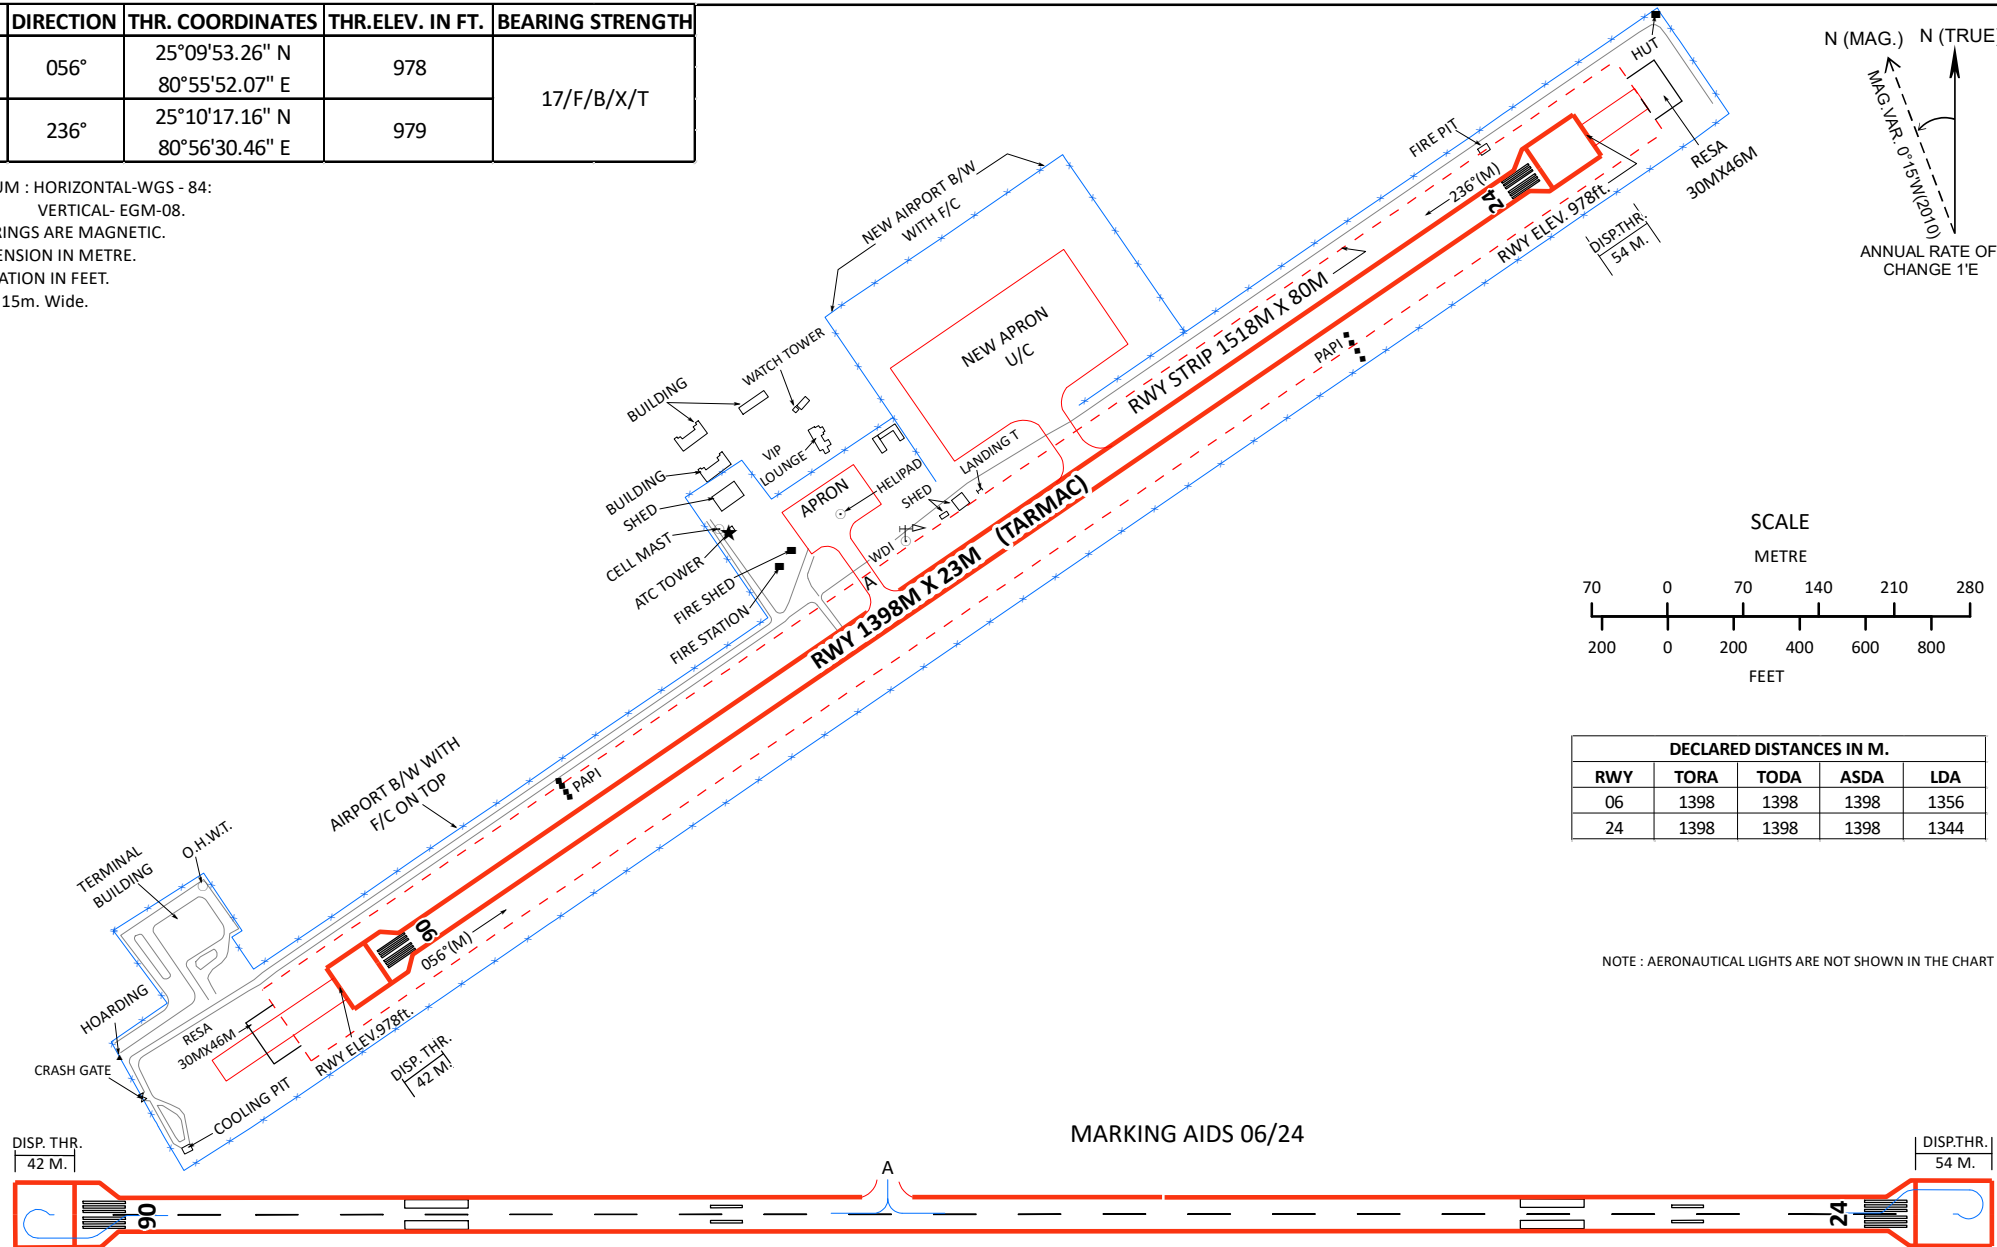 DIRECTION THR. COORDINATES THR.ELEV. IN FT. BEARING STRENGTH
056° 25°09'53.26" N 978
80°55'52.07" E
17/F/B/X/T
236° 25°10'17.16" N 979
80°56'30.46" E
UM : HORIZONTAL-WGS - 84:
VERTICAL- EGM-08.
RINGS ARE MAGNETIC.
ENSION IN METRE.
ATION IN FEET.
15m. Wide.
N (MAG.) N (TRUE)
MAG.VAR. 0°15'W(2010)
ANNUAL RATE OF
CHANGE 1'E
HUT
FIRE PIT
RESA
30MX46M
236°(M)
24
RWY ELEV. 978ft.
DISP.THR.
54 M.
NEW AIRPORT B/W
WITH F/C
NEW APRON
U/C
RWY STRIP 1518M X 80M
PAPI
WATCH TOWER
BUILDING
VIP
LOUNGE
HELIPAD
LANDING T
SHED
BUILDING
SHED
APRON
CELL MAST
ATC TOWER
FIRE SHED
FIRE STATION
WDI
A
RWY 1398M X 23M (TARMAC)
SCALE
METRE
70 0 70 140 210 280
200 0 200 400 600 800
FEET
DECLARED DISTANCES IN M.
RWY TORA TODA ASDA LDA
06 1398 1398 1398 1356
24 1398 1398 1398 1344
PAPI
AIRPORT B/W WITH
F/C ON TOP
O.H.W.T.
TERMINAL
BUILDING
06
056°(M)
NOTE : AERONAUTICAL LIGHTS ARE NOT SHOWN IN THE CHART
HOARDING
RESA
30MX46M
RWY ELEV.978ft.
DISP. THR.
42 M.
CRASH GATE
COOLING PIT
MARKING AIDS 06/24
DISP. THR.
42 M.
DISP.THR.
54 M.
A
06
24